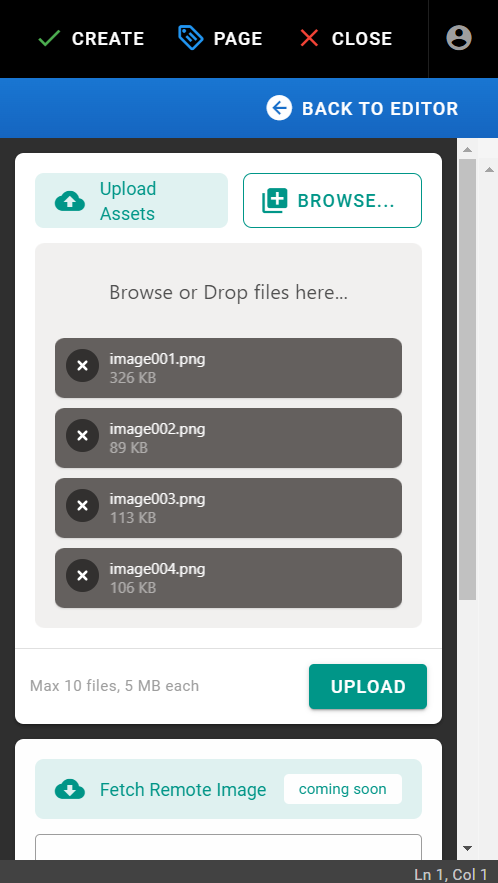 CREATE PAGE CLOSE
BACK TO EDITOR
Upload
Assets
BROWSE...
Browse or Drop files here...
image001.png
326 KB
image002.png
89 KB
image003.png
113 KB
image004.png
106 KB
Max 10 files, 5 MB each
UPLOAD
Fetch Remote Image
coming soon
Ln 1, Col 1